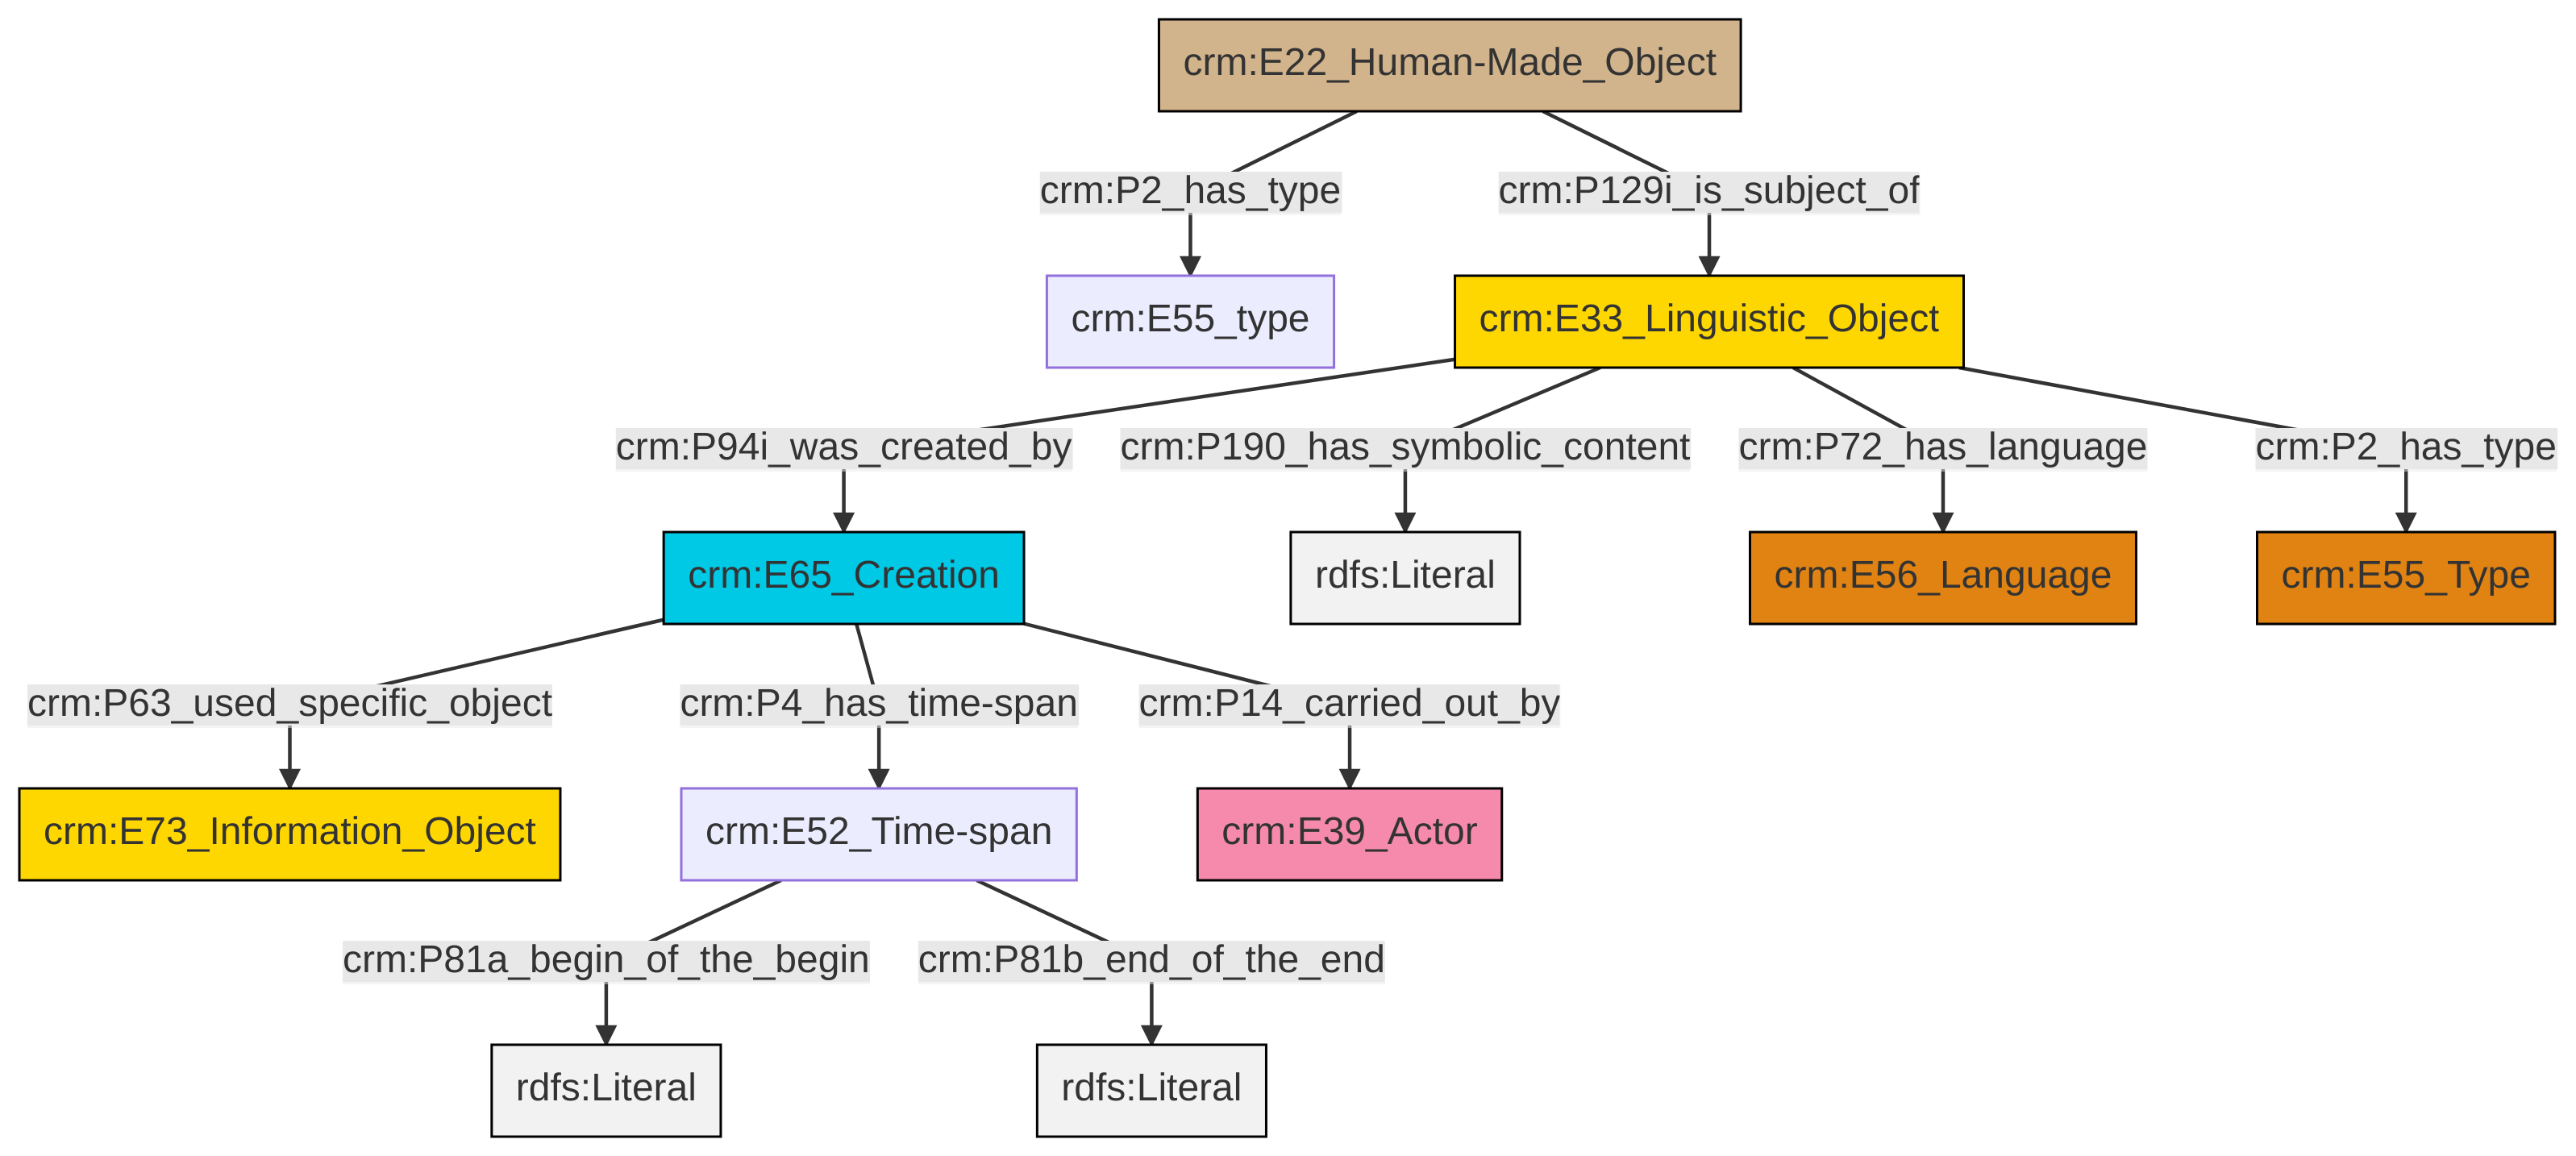 crm:E22_Human-Made_Object
crm:P2_has_type
crm:P129i_is_subject_of
crm:E55_type
crm:E33_Linguistic_Object
crm:P94i_was_created_by
crm:P190_has_symbolic_content
crm:P72_has_language
crm:P2_has_type
crm:E65_Creation
rdfs:Literal
crm:E56_Language
crm:E55_Type
crm:P63_used_specific_object
crm:P4_has_time-span
crm:P14_carried_out_by
crm:E73_Information_Object
crm:E52_Time-span
crm:E39_Actor
crm:P81a_begin_of_the_begin
crm:P81b_end_of_the_end
rdfs:Literal
rdfs:Literal